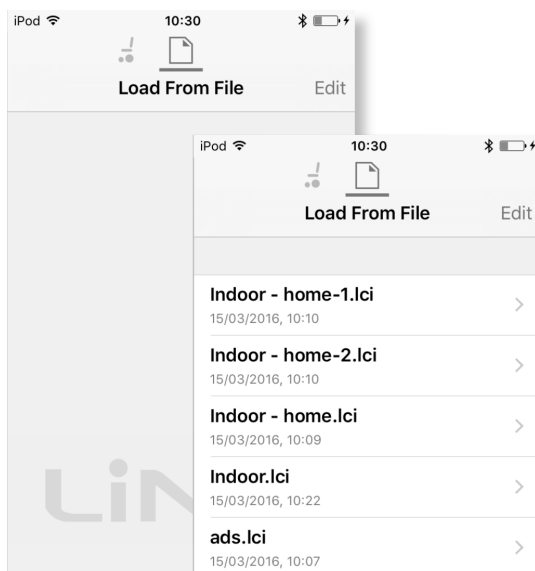 iPod 10:30
Load From File Edit
iPod 10:30
Load From File Edit
Indoor - home-1.lci
15/03/2016, 10:10
Indoor - home-2.lci
15/03/2016, 10:10
Indoor - home.lci
15/03/2016, 10:09
Indoor.lci
15/03/2016, 10:22
ads.lci
15/03/2016, 10:07